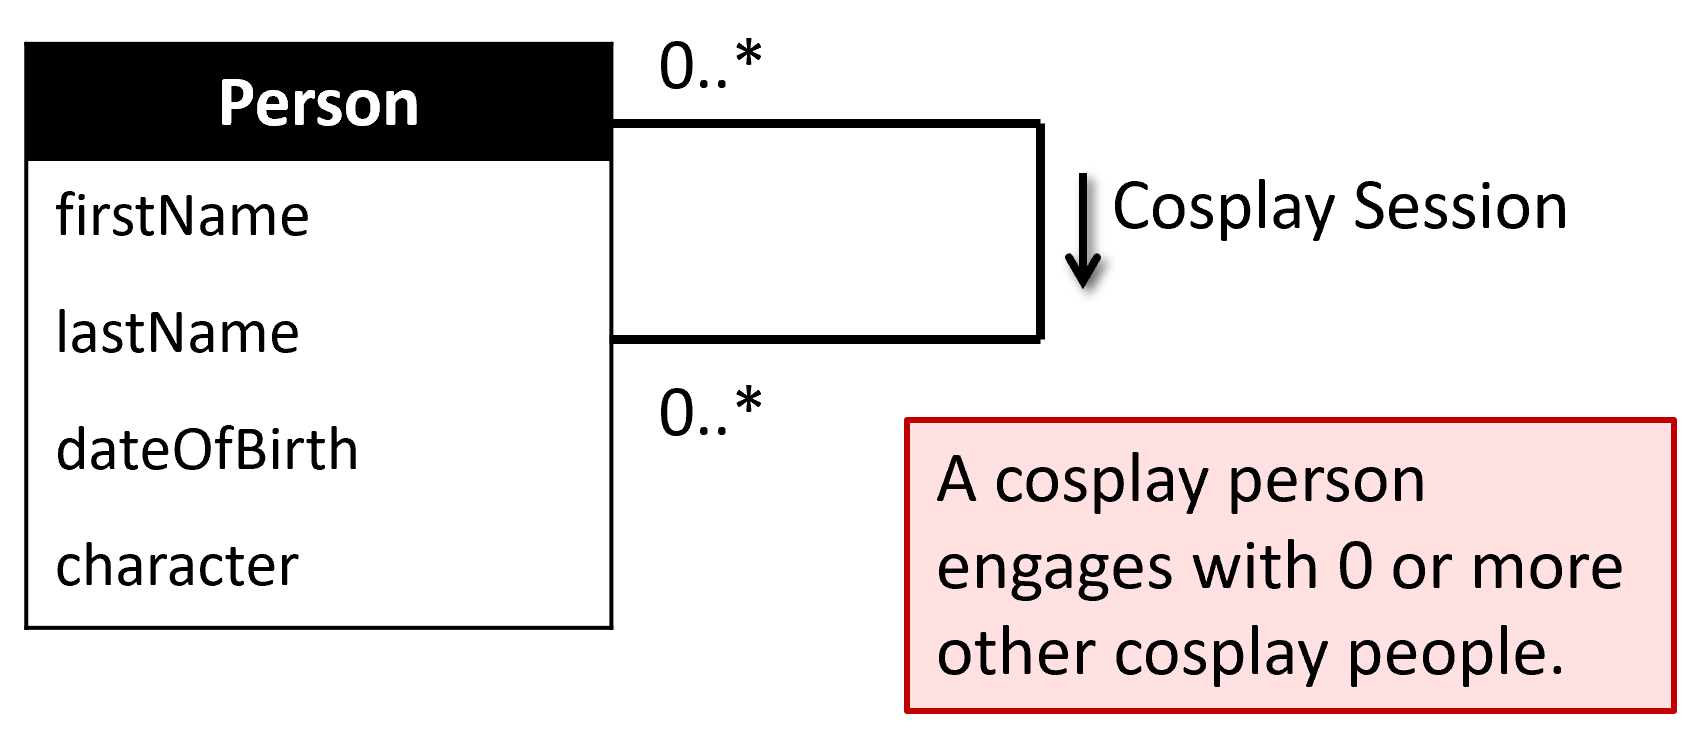 Person
0..*
firstName
Cosplay Session
lastName
0..*
dateOfBirth
character
A cosplay person
engages with 0 or more
other cosplay people.